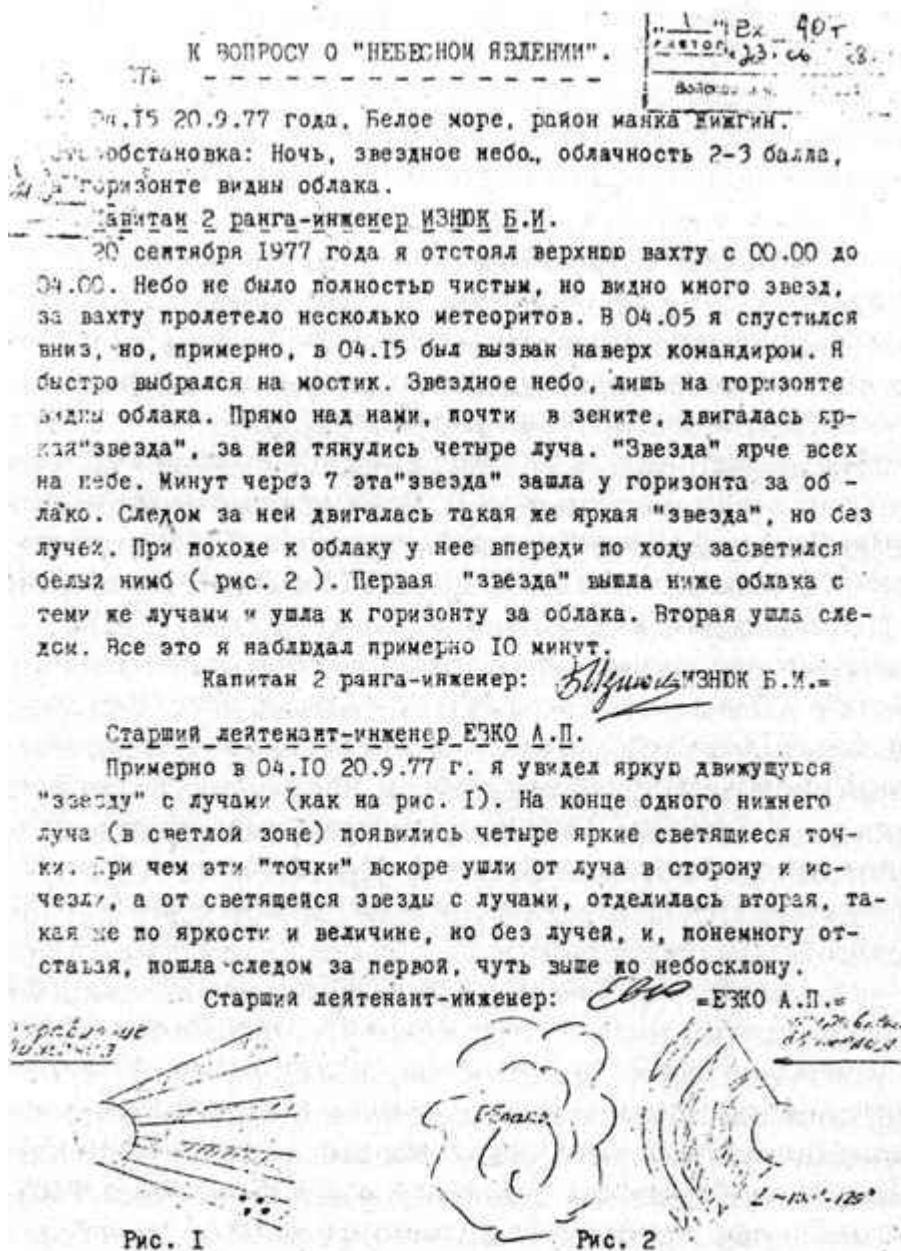 К ВОПРОСУ О "НЕБЕСНОМ ЯВЛЕНИИ".
04.15 20.9.77 года, Белое море, район маяка Жижгин.
обстановка: Ночь, звездное небо., облачность 2-3 балла,
горизонте видны облака.
Капитан 2 ранга-инженер ИЗНЮК Б.И.
20 сентября 1977 года я отстоял верхнюю вахту с 00.00 до
04.00. Небо не было полностью чистым, но видно много звезд,
за вахту пролетело несколько метеоритов. В 04.05 я спустился
вниз, но, примерно, в 04.15 был вызван наверх командиром. Я
быстро выбрался на мостик. Звездное небо, лишь на горизонте
видны облака. Прямо над нами, почти в зените, двигалась яр-
кая"звезда", за ней тянулись четыре луча. "Звезда" ярче всех
на небе. Минут через 7 эта"звезда" зашла у горизонта за об -
лако. Следом за ней двигалась такая же яркая "звезда", но без
лучей. При походе к облаку у нее впереди по ходу засветился
белый нимб ( рис. 2 ). Первая "звезда" вышла ниже облака с
теми же лучами и ушла к горизонту за облака. Вторая ушла сле-
дом. Все это я наблюдал примерно 10 минут.
Капитан 2 ранга-инженер: ИЗНЮК Б.И.=
Старший лейтенант-инженер ЕЗКО А.П.
Примерно в 04.10 20.9.77 г. я увидел яркую движущуюся
"звезду" с лучами (как на рис. I). На конце одного нижнего
луча (в светлой зоне) появились четыре яркие светящиеся точ-
ки. При чем эти "точки" вскоре ушли от луча в сторону и ис-
чезли, а от светящейся звезды с лучами, отделилась вторая, та-
кая же по яркости и величине, но без лучей, и, понемногу от-
ставая, пошла следом за первой, чуть выше по небосклону.
Старший лейтенант-инженер: =ЕЗКО А.П.=
направление
движения
облако
Рис. 1
Рис. 2